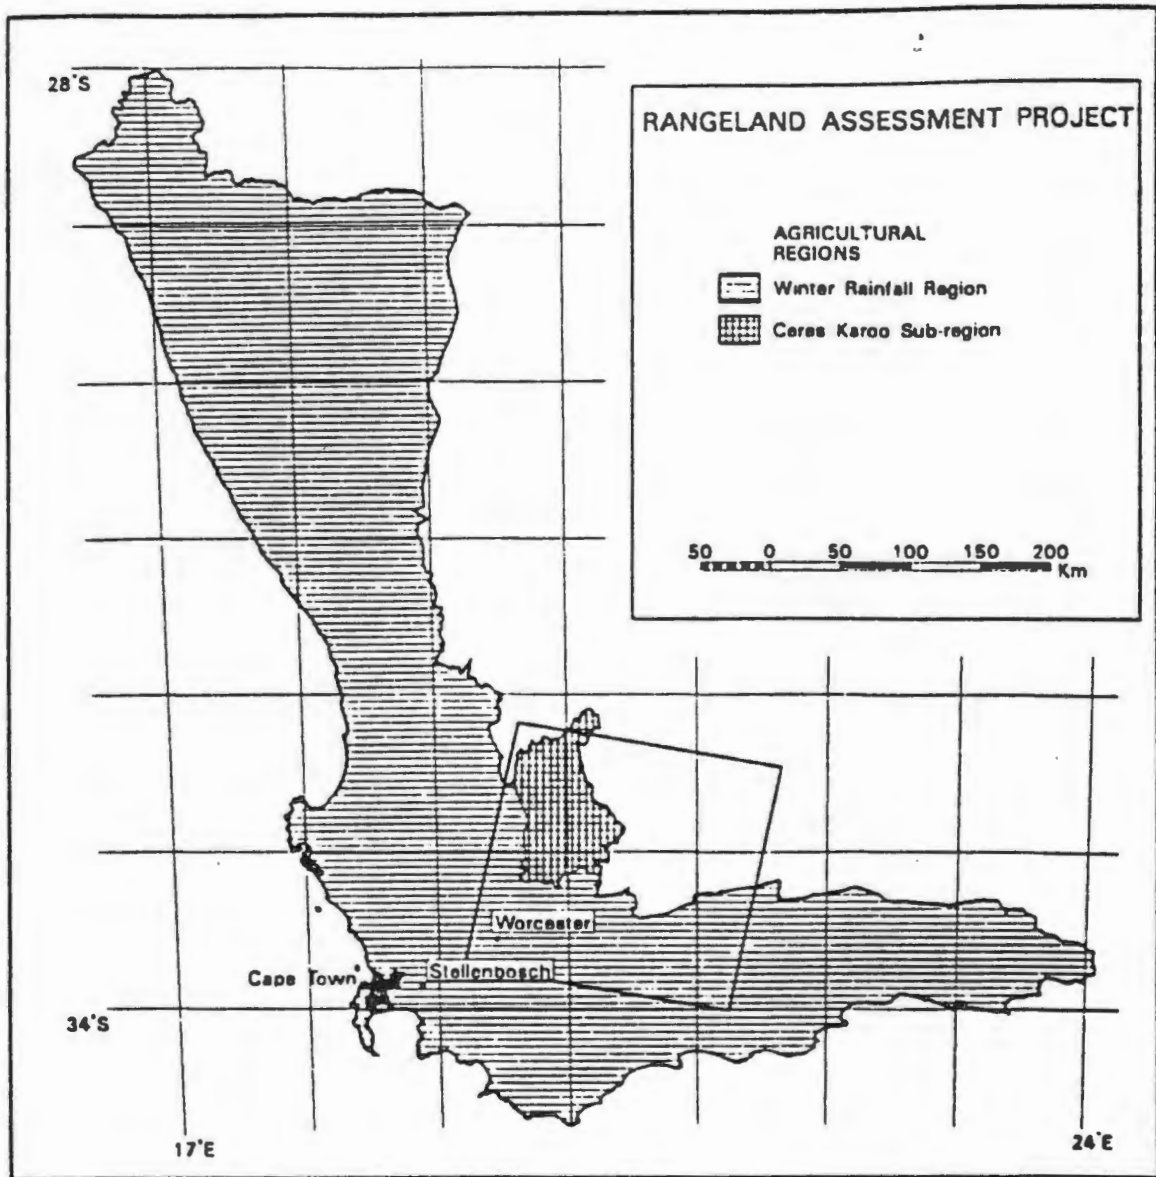 28°S
RANGELAND ASSESSMENT PROJECT
AGRICULTURAL
REGIONS
Winter Rainfall Region
Ceres Karoo Sub-region
50 0 50 100 150 200
Km
Worcester
Cape Town
Stellenbosch
34°S
17°E
24°E